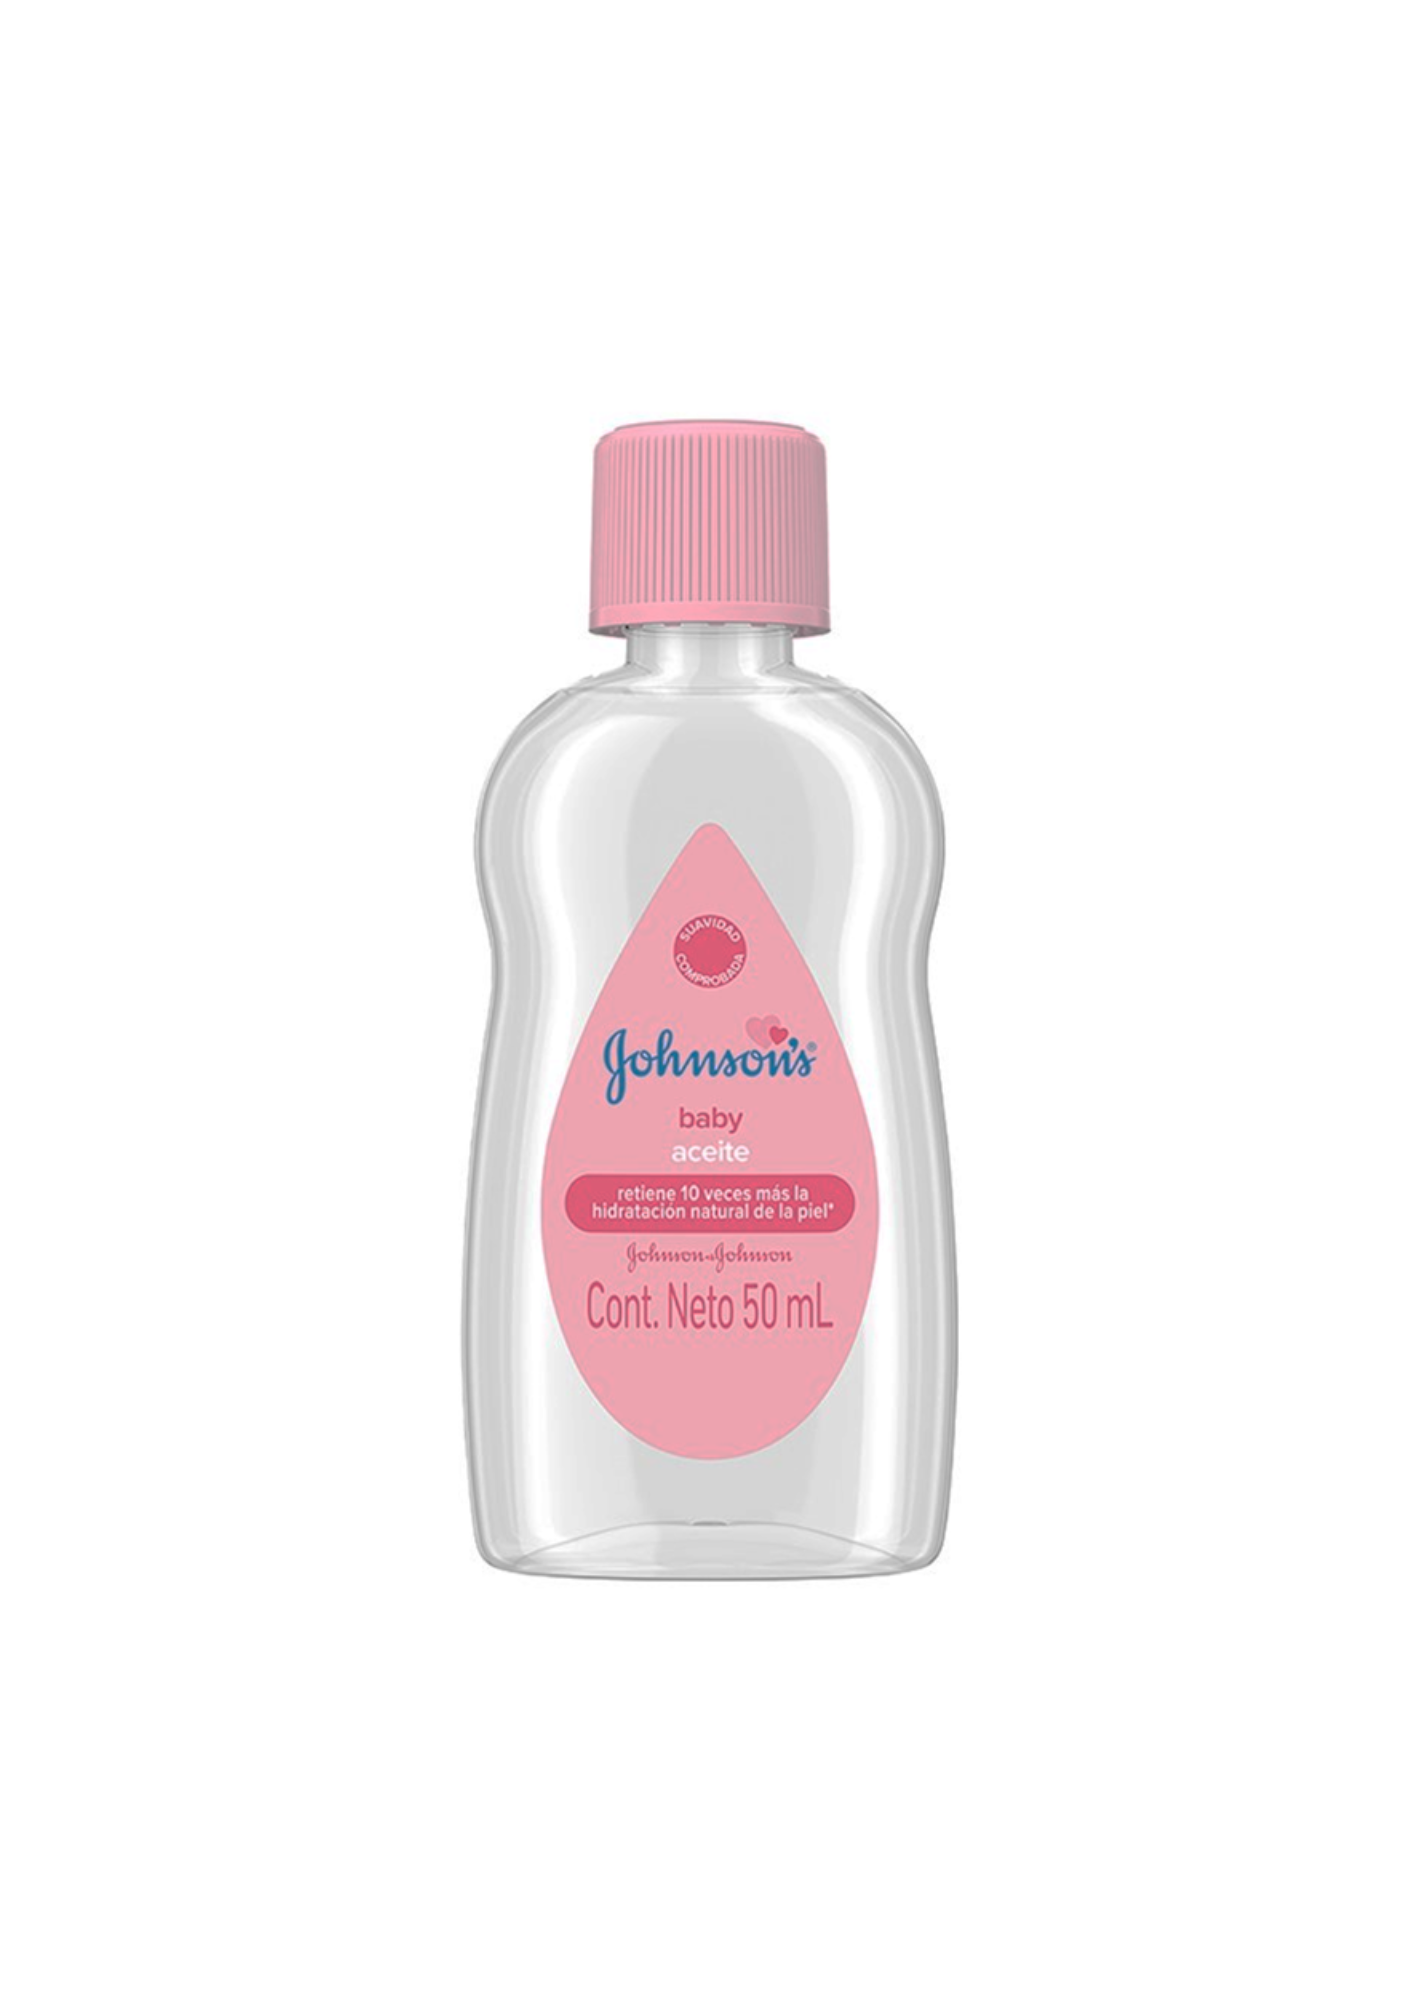 SUAVIDAD
COMPROBADA
Johnson's®
baby
aceite
retiene 10 veces más la
hidratación natural de la piel*
Johnson & Johnson
Cont. Neto 50 mL